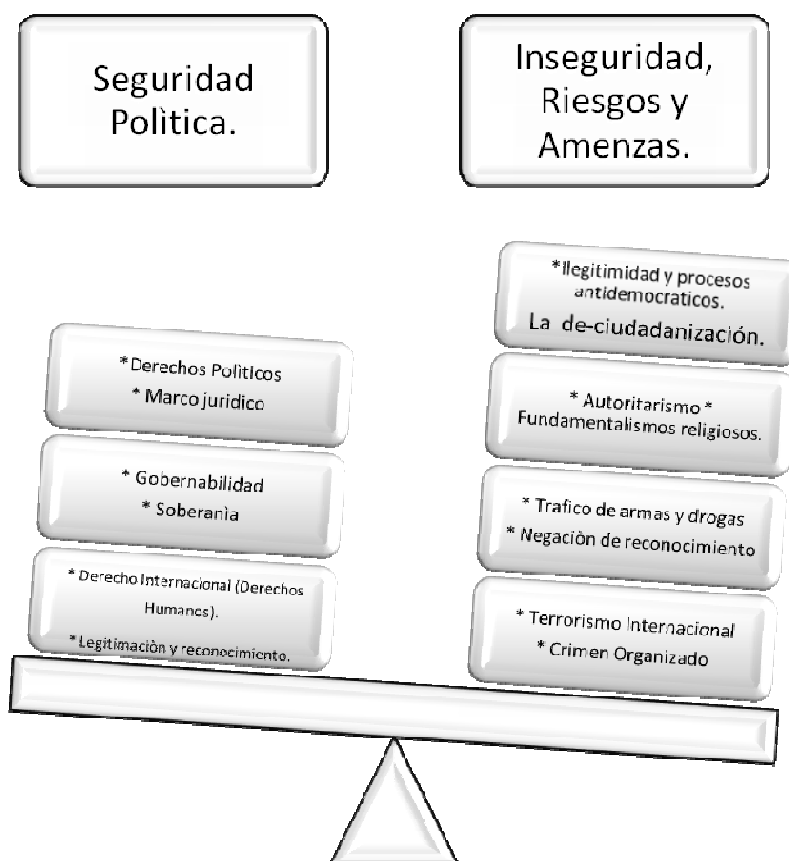 Seguridad
Polìtica.
Inseguridad,
Riesgos y
Amenzas.
*Derechos Polìticos
* Marco juridico
* Gobernabilidad
* Soberanìa
* Derecho Internacional (Derechos
Humanos).
* Legitimaciòn y reconocimiento.
*Ilegitimidad y procesos
antidemocraticos.
La de-ciudadanización.
* Autoritarismo *
Fundamentalismos religiosos.
* Trafico de armas y drogas
* Negaciòn de reconocimiento
* Terrorismo Internacional
* Crimen Organizado